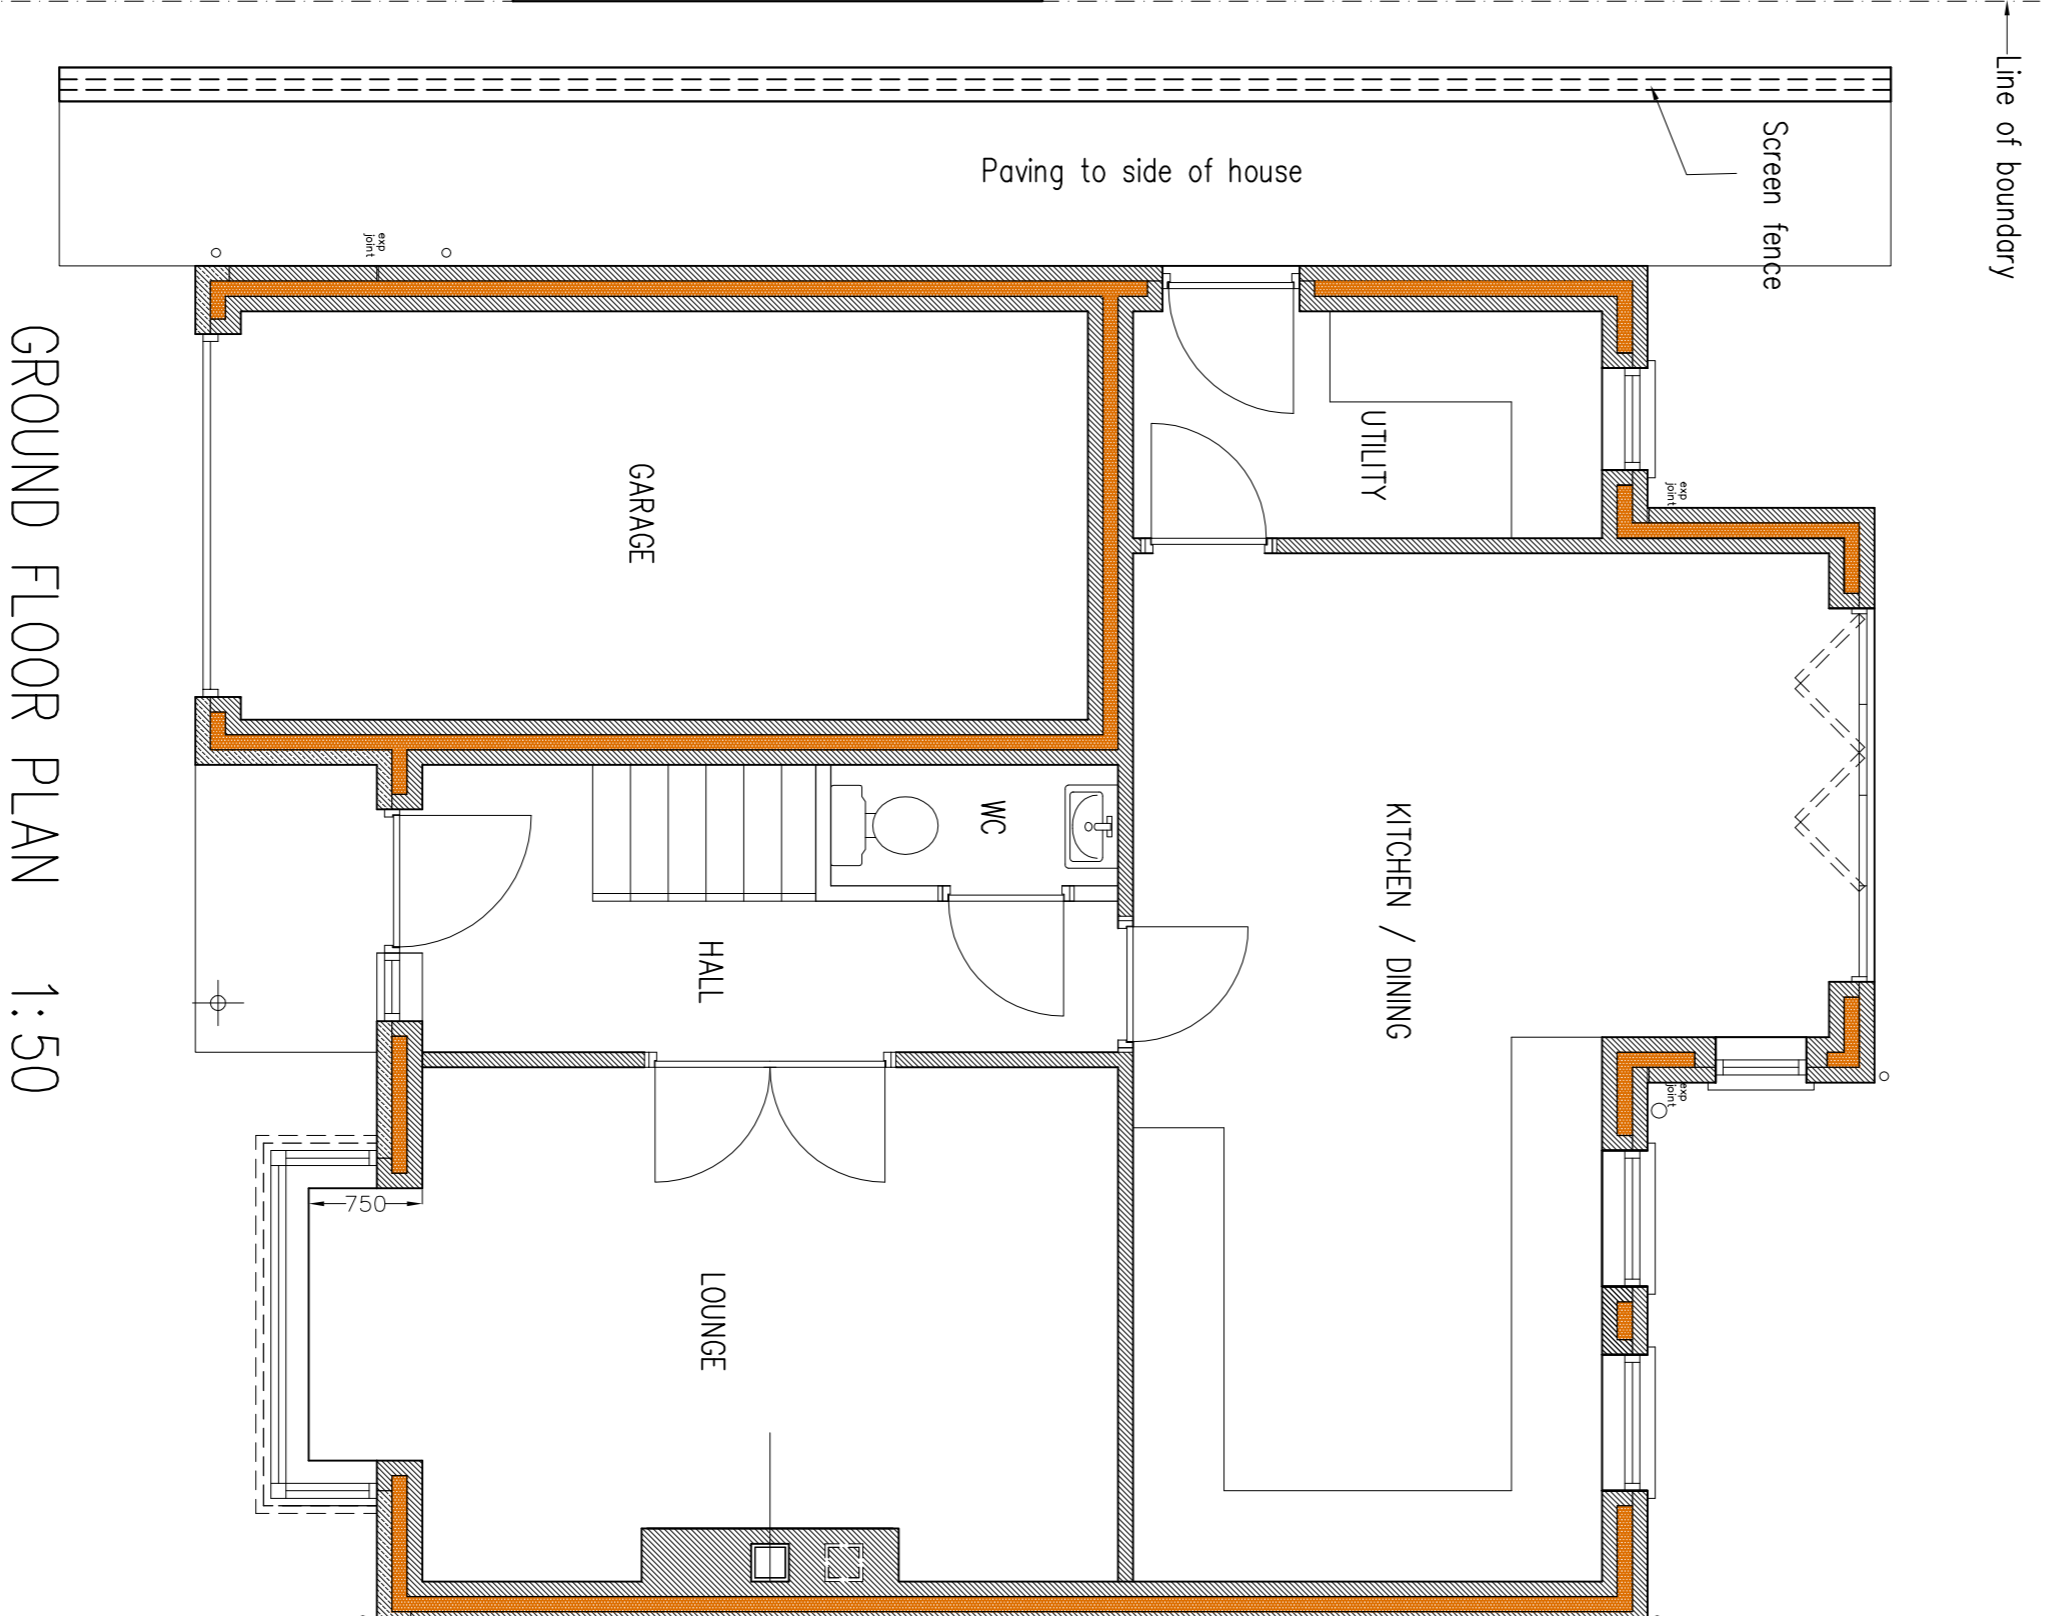 Line of boundary
Screen fence
Paving to side of house
exp
joint
UTILITY
exp
joint
GARAGE
WC
KITCHEN / DINING
HALL
exp
joint
750
LOUNGE
GROUND FLOOR PLAN 1:50